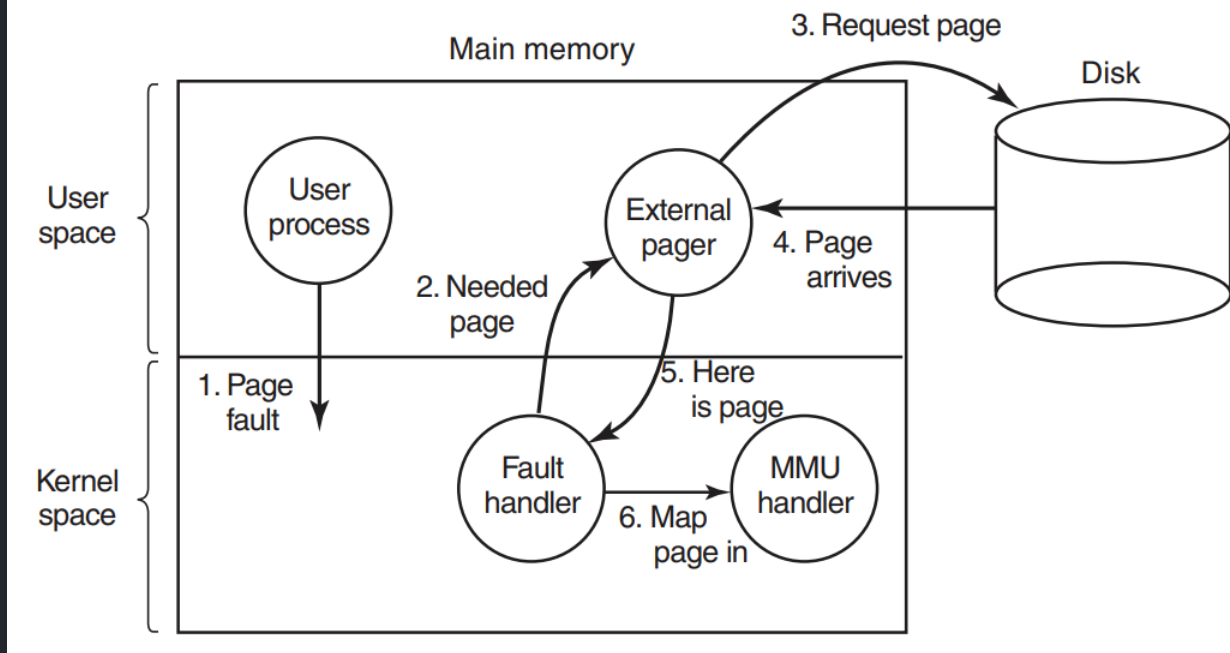 3. Request page
Main memory
Disk
User
space
User
process
External
pager
4. Page
arrives
2. Needed
page
1. Page
fault
5. Here
is page
Kernel
space
Fault
handler
MMU
handler
6. Map
page in